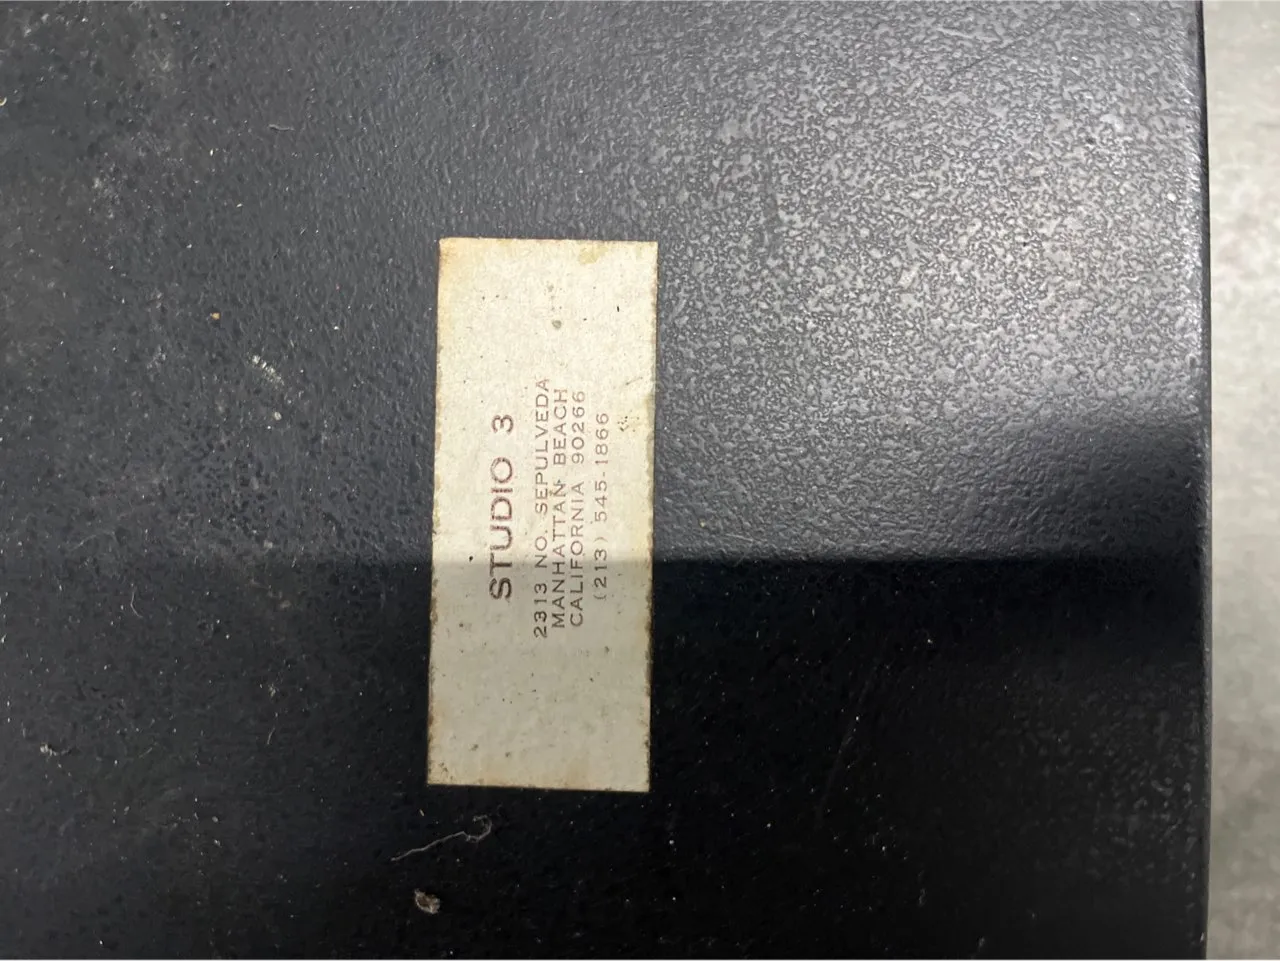 STUDIO 3
2313 NO. SEPULVEDA
MANHATTAN BEACH
CALIFORNIA 90266
(213) 545-1866